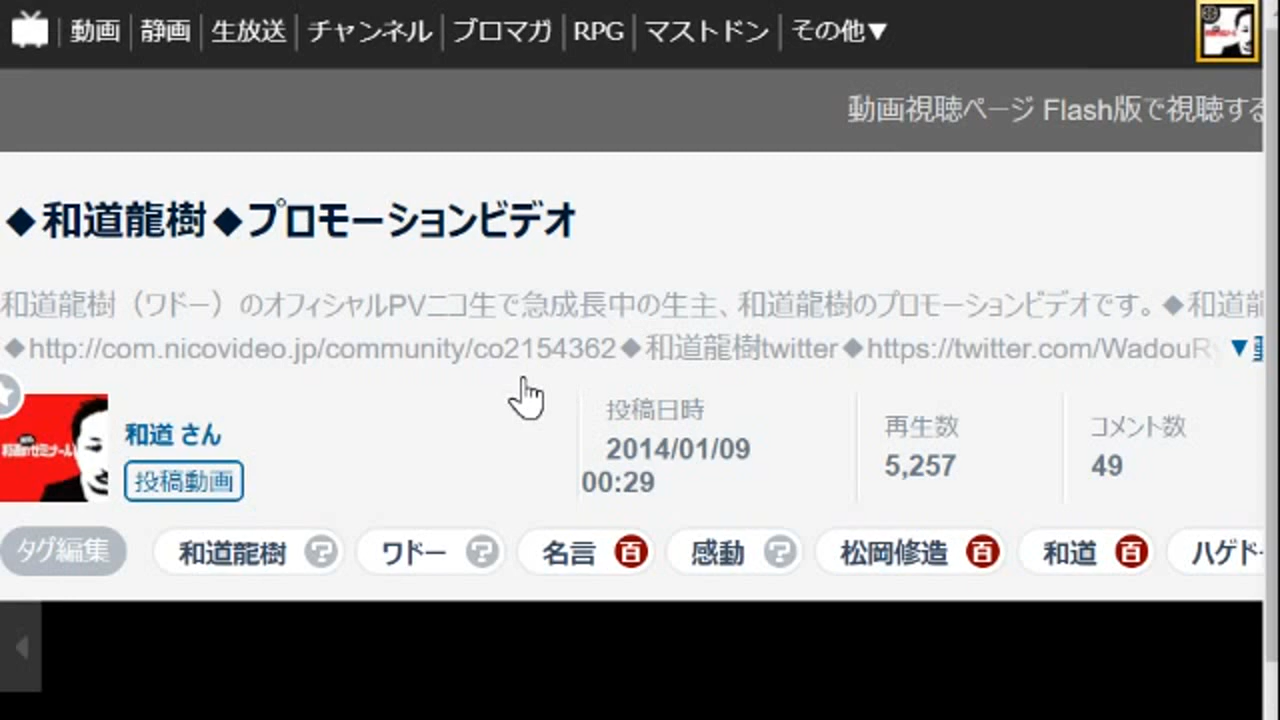 動画 静画 生放送 チャンネル ブロマガ RPG マストドン その他▼
動画視聴ページ Flash版で視聴する
◆和道龍樹◆プロモーションビデオ
和道龍樹（ワドー）のオフィシャルPVニコ生で急成長中の生主、和道龍樹のプロモーションビデオです。◆和道龍
◆http://com.nicovideo.jp/community/co2154362◆和道龍樹twitter◆https://twitter.com/WadouR ▼
和道 さん
投稿動画
投稿日時
2014/01/09
00:29
再生数
5,257
コメント数
49
タグ編集 和道龍樹 ? ワドー ? 名言 百 感動 ? 松岡修造 百 和道 百 ハゲド